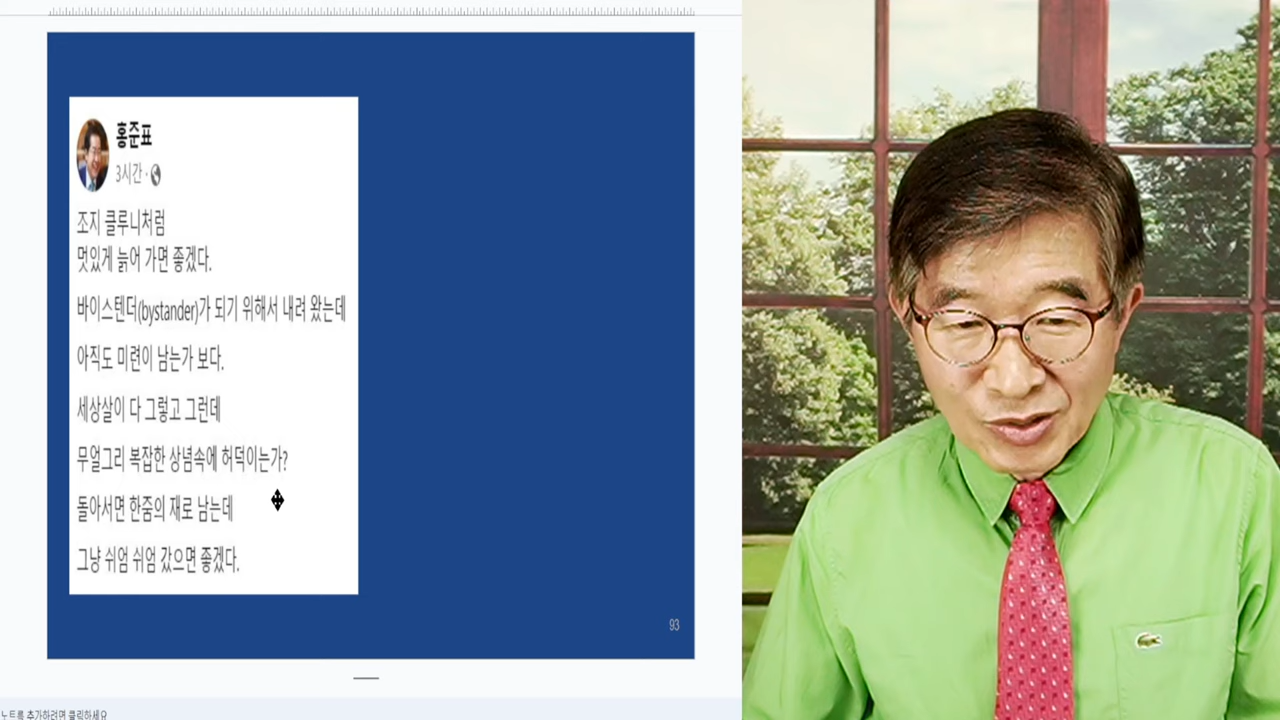 홍준표
3시간 ·
조지 클루니처럼
멋있게 늙어 가면 좋겠다.
바이스텐더(bystander)가 되기 위해서 내려 왔는데
아직도 미련이 남는가 보다.
세상살이 다 그렇고 그런데
무얼그리 복잡한 상념속에 허덕이는가?
돌아서면 한줌의 재로 남는데
그냥 쉬엄 쉬엄 갔으면 좋겠다.
93
노트를 추가하려면 클릭하세요